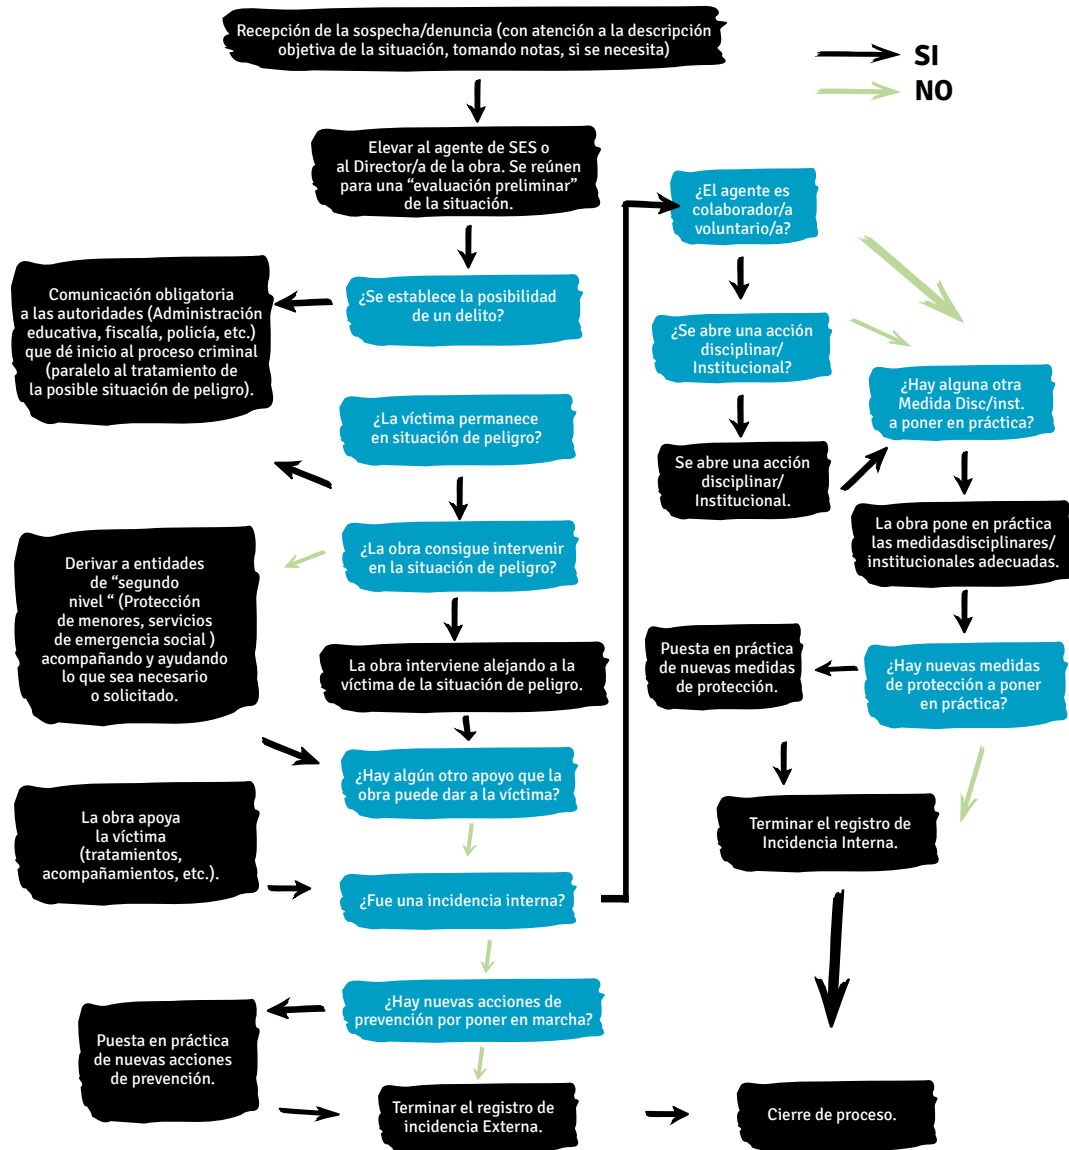 Recepción de la sospecha/denuncia (con atención a la descripción
objetiva de la situación, tomando notas, si se necesita)
SI
NO
Elevar al agente de SES o
al Director/a de la obra. Se reúnen
para una “evaluación preliminar”
de la situación.
¿Se establece la posibilidad
de un delito?
Comunicación obligatoria
a las autoridades (Administración
educativa, fiscalía, policía, etc.)
que dé inicio al proceso criminal
(paralelo al tratamiento de
la posible situación de peligro).
¿La víctima permanece
en situación de peligro?
¿La obra consigue intervenir
en la situación de peligro?
Derivar a entidades
de “segundo
nivel “ (Protección
de menores, servicios
de emergencia social )
acompañando y ayudando
lo que sea necesario
o solicitado.
La obra interviene alejando a la
víctima de la situación de peligro.
¿Hay algún otro apoyo que la
obra puede dar a la víctima?
La obra apoya
la víctima
(tratamientos,
acompañamientos, etc.).
¿Fue una incidencia interna?
¿Hay nuevas acciones de
prevención por poner en marcha?
Puesta en práctica
de nuevas acciones
de prevención.
Terminar el registro de
incidencia Externa.
¿El agente es
colaborador/a
voluntario/a?
¿Se abre una acción
disciplinar/
Institucional?
Se abre una acción
disciplinar/
Institucional.
¿Hay alguna otra
Medida Disc/inst.
a poner en práctica?
La obra pone en práctica
las medidasdisciplinares/
institucionales adecuadas.
¿Hay nuevas medidas
de protección a poner
en práctica?
Puesta en práctica
de nuevas medidas
de protección.
Terminar el registro de
Incidencia Interna.
Cierre de proceso.